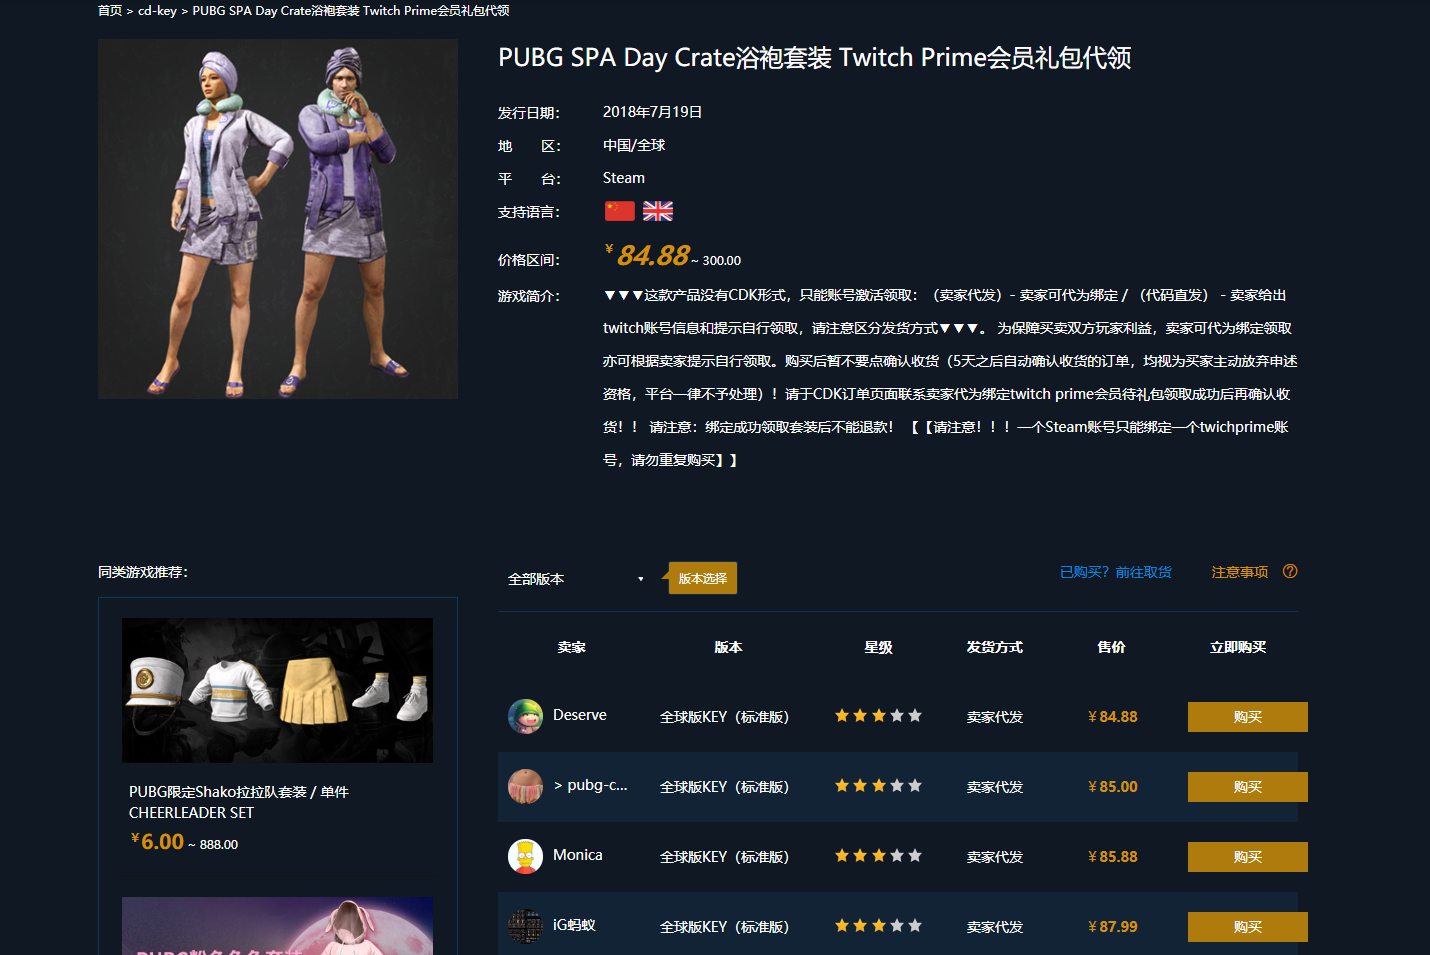 首页 > cd-key > PUBG SPA Day Crate浴袍套装 Twitch Prime会员礼包代领
PUBG SPA Day Crate浴袍套装 Twitch Prime会员礼包代领
发行日期： 2018年7月19日
地 区： 中国/全球
平 台： Steam
支持语言：
价格区间： ¥ 84.88 ~ 300.00
游戏简介： ▼▼▼这款产品没有CDK形式，只能账号激活领取：（卖家代发）- 卖家可代为绑定 / （代码直发） - 卖家给出
twitch账号信息和提示自行领取，请注意区分发货方式▼▼▼。 为保障买卖双方玩家利益，卖家可代为绑定领取
亦可根据卖家提示自行领取。购买后暂不要点确认收货（5天之后自动确认收货的订单，均视为买家主动放弃申述
资格，平台一律不予处理）！请于CDK订单页面联系卖家代为绑定twitch prime会员待礼包领取成功后再确认收
货！！ 请注意：绑定成功领取套装后不能退款！ 【【请注意！！！一个Steam账号只能绑定一个twichprime账
号，请勿重复购买】】
同类游戏推荐：
PUBG限定Shako拉拉队套装 / 单件
CHEERLEADER SET
¥ 6.00 ~ 888.00
全部版本 ▼ 版本选择 已购买？前往取货 注意事项 ?
卖家 版本 星级 发货方式 售价 立即购买
Deserve 全球版KEY（标准版） 卖家代发 ¥ 84.88 购买
> pubg-c... 全球版KEY（标准版） 卖家代发 ¥ 85.00 购买
Monica 全球版KEY（标准版） 卖家代发 ¥ 85.88 购买
iG蚂蚁 全球版KEY（标准版） 卖家代发 ¥ 87.99 购买